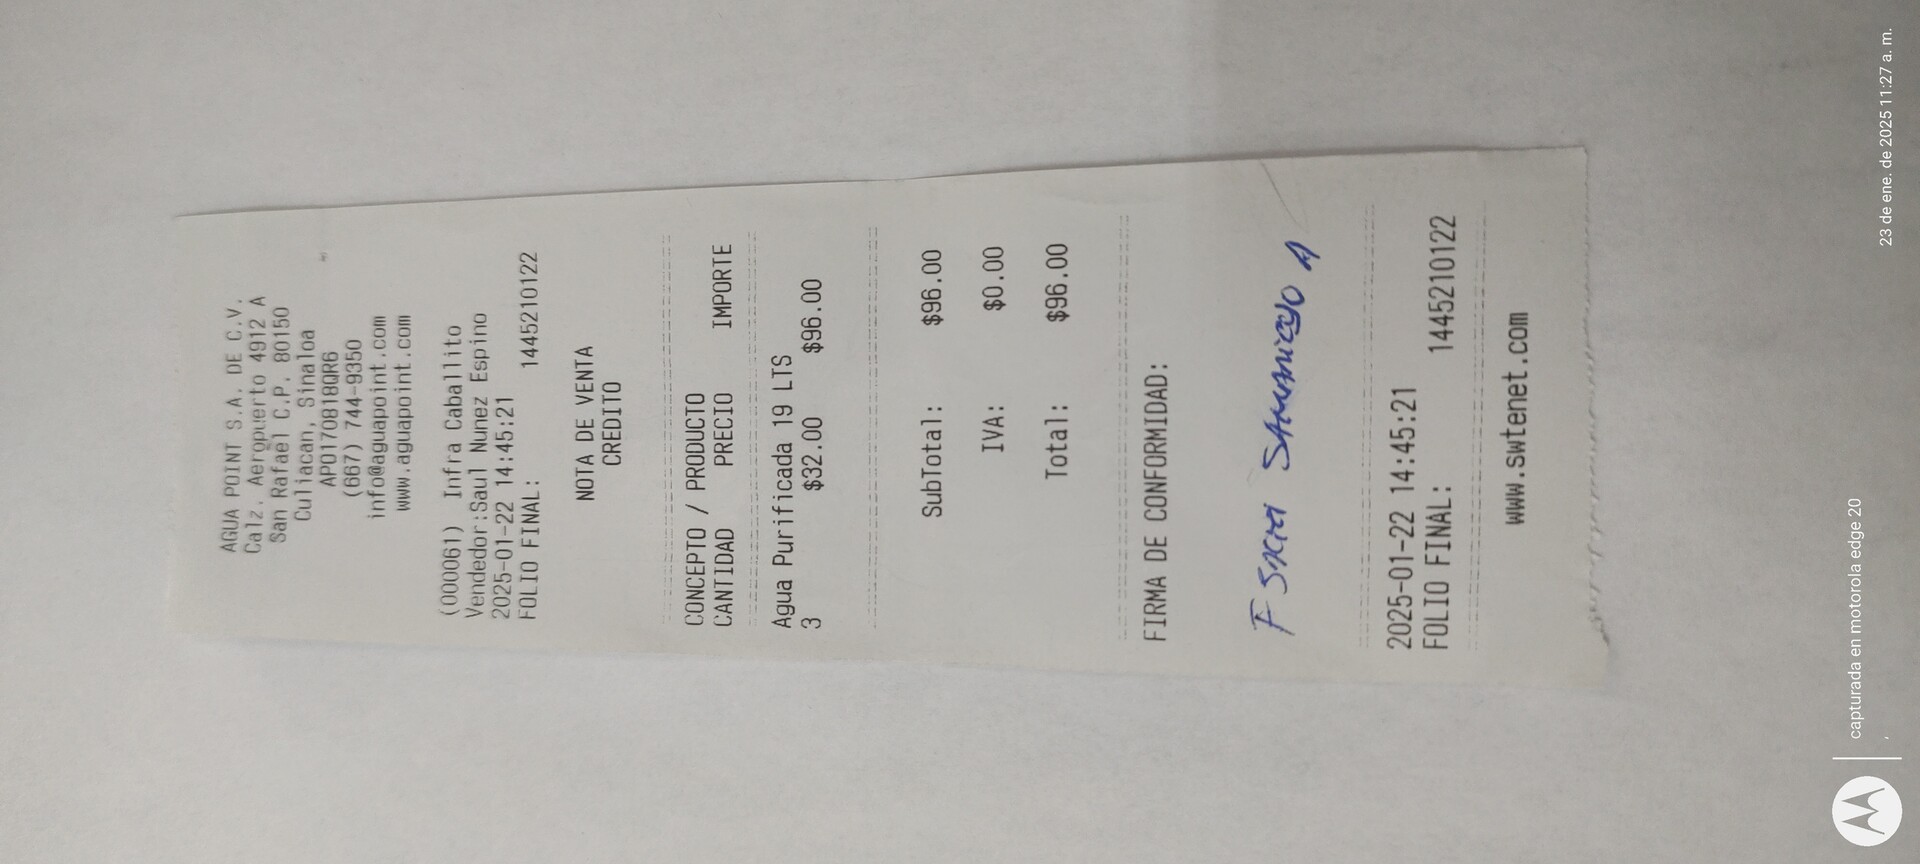 AGUA POINT S.A. DE C.V.
Calz. Aeropuerto 4912 A
San Rafael C.P. 80150
Culiacan, Sinaloa
APO170818QR6
(667) 744-9350
info@aguapoint.com
www.aguapoint.com
(000061) Infra Caballito
Vendedor:Saul Nunez Espino
2025-01-22 14:45:21
FOLIO FINAL: 1445210122
NOTA DE VENTA
CREDITO
CONCEPTO / PRODUCTO
CANTIDAD PRECIO IMPORTE
Agua Purificada 19 LTS
3 $32.00 $96.00
SubTotal: $96.00
IVA: $0.00
Total: $96.00
FIRMA DE CONFORMIDAD:
F
2025-01-22 14:45:21
FOLIO FINAL: 1445210122
www.swtenet.com
capturada en motorola edge 20
23 de ene. de 2025 11:27 a. m.